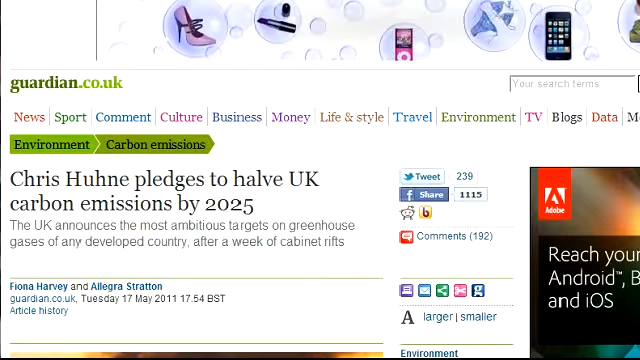 guardian.co.uk
Your search terms
News Sport Comment Culture Business Money Life & style Travel Environment TV Blogs Data
Environment Carbon emissions
Chris Huhne pledges to halve UK
carbon emissions by 2025
The UK announces the most ambitious targets on greenhouse
gases of any developed country, after a week of cabinet rifts
Fiona Harvey and Allegra Stratton
guardian.co.uk, Tuesday 17 May 2011 17.54 BST
Article history
Tweet 239
Share 1115
Comments (192)
A larger | smaller
Environment
Adobe
Reach your
Android™, B
and iOS